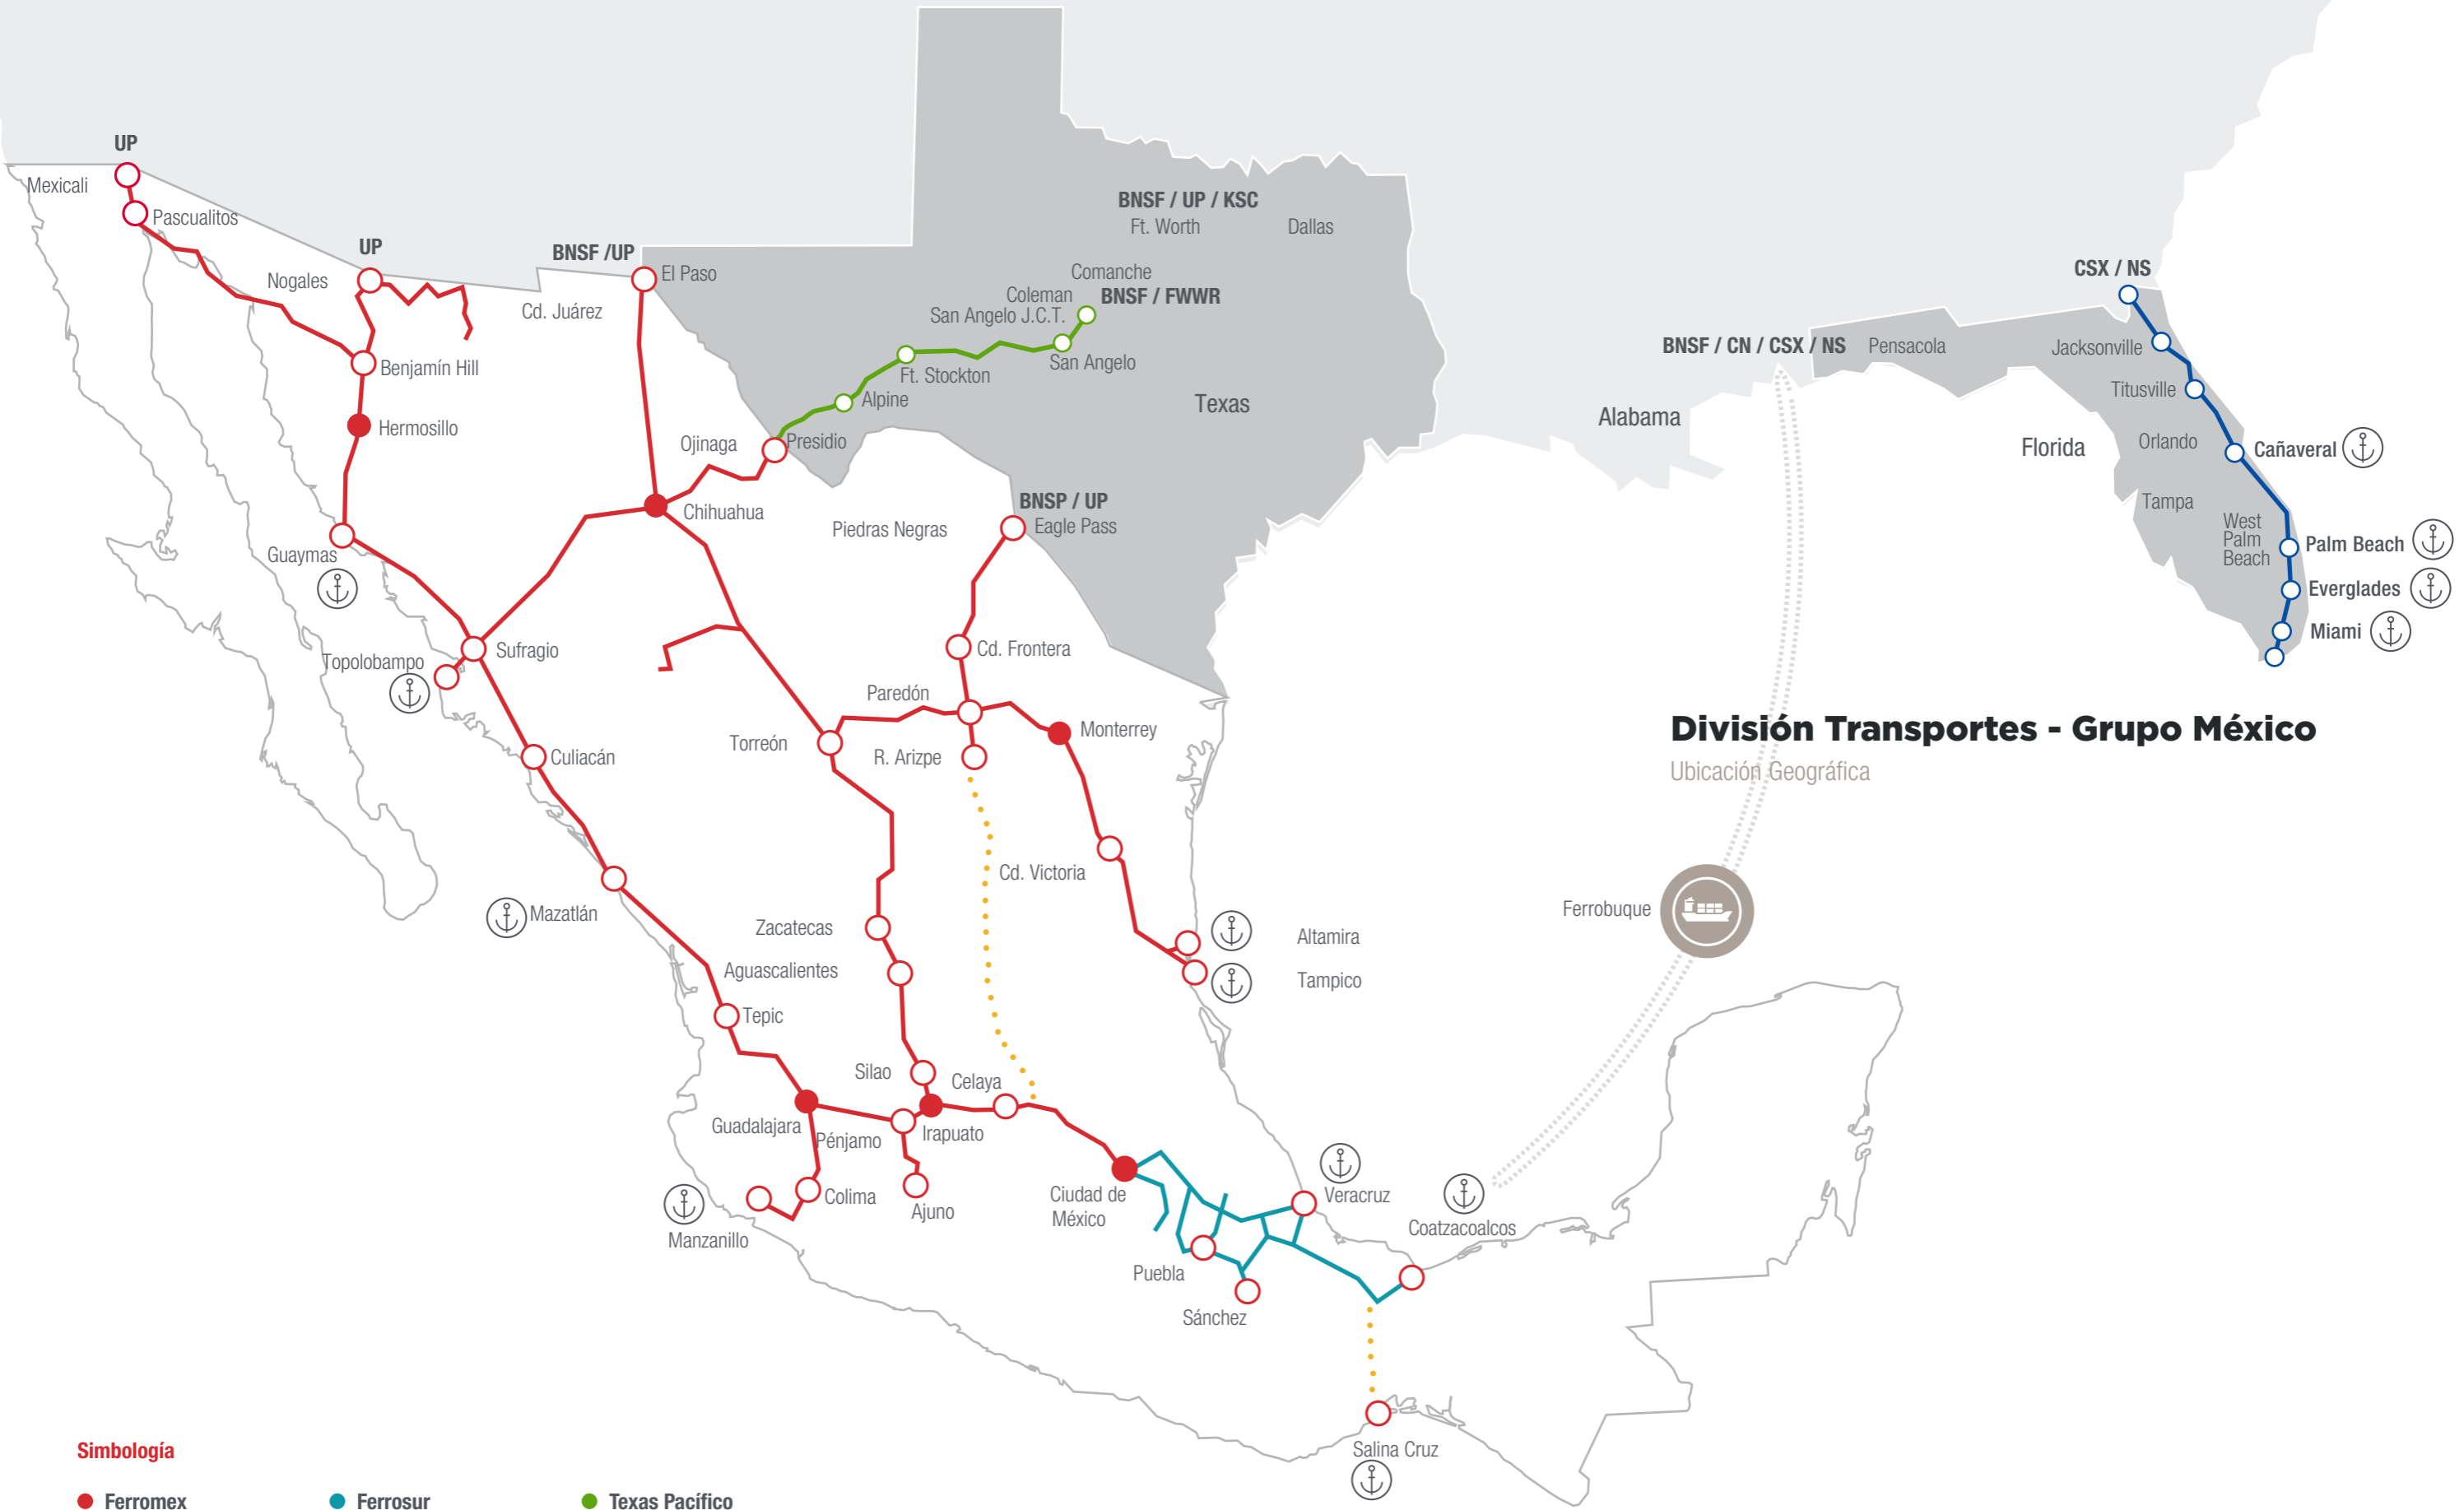 UP
Mexicali
Pascualitos
UP
Nogales
BNSF /UP
El Paso
Cd. Juárez
Benjamín Hill
Hermosillo
Guaymas
Topolobampo
Sufragio
Culiacán
Mazatlán
Tepic
Guadalajara
Colima
Manzanillo
Ojinaga
Presidio
Chihuahua
Alpine
Ft. Stockton
San Angelo
San Angelo J.C.T.
Coleman
Comanche
BNSF / FWWR
BNSF / UP / KSC
Ft. Worth
Dallas
Texas
BNSP / UP
Piedras Negras
Eagle Pass
Cd. Frontera
Paredón
Monterrey
Torreón
R. Arizpe
Cd. Victoria
Zacatecas
Aguascalientes
Altamira
Tampico
Silao
Celaya
Pénjamo
Irapuato
Ajuno
Ciudad de
México
Veracruz
Coatzacoalcos
Puebla
Sánchez
Salina Cruz
Alabama
BNSF / CN / CSX / NS
Pensacola
CSX / NS
Jacksonville
Titusville
Orlando
Florida
Cañaveral
Tampa
West
Palm
Beach
Palm Beach
Everglades
Miami
División Transportes - Grupo México
Ubicación Geográfica
Ferrobuque
Simbología
Ferromex
Ferrosur
Texas Pacífico